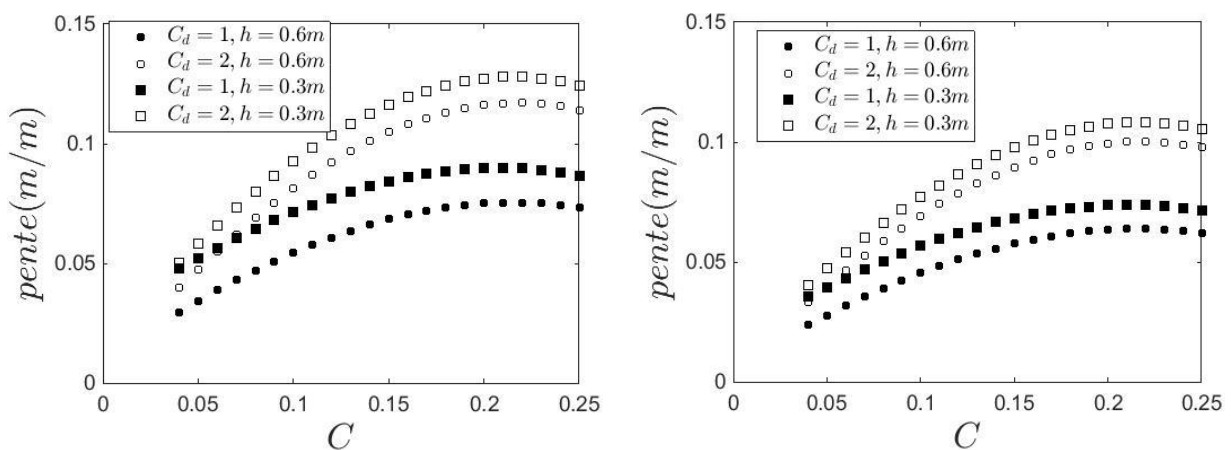 0.15
0.1
0.05
0
pente(m/m)
C_d = 1, h = 0.6m
C_d = 2, h = 0.6m
C_d = 1, h = 0.3m
C_d = 2, h = 0.3m
0 0.05 0.1 0.15 0.2 0.25
C
0.15
0.1
0.05
0
pente(m/m)
C_d = 1, h = 0.6m
C_d = 2, h = 0.6m
C_d = 1, h = 0.3m
C_d = 2, h = 0.3m
0 0.05 0.1 0.15 0.2 0.25
C